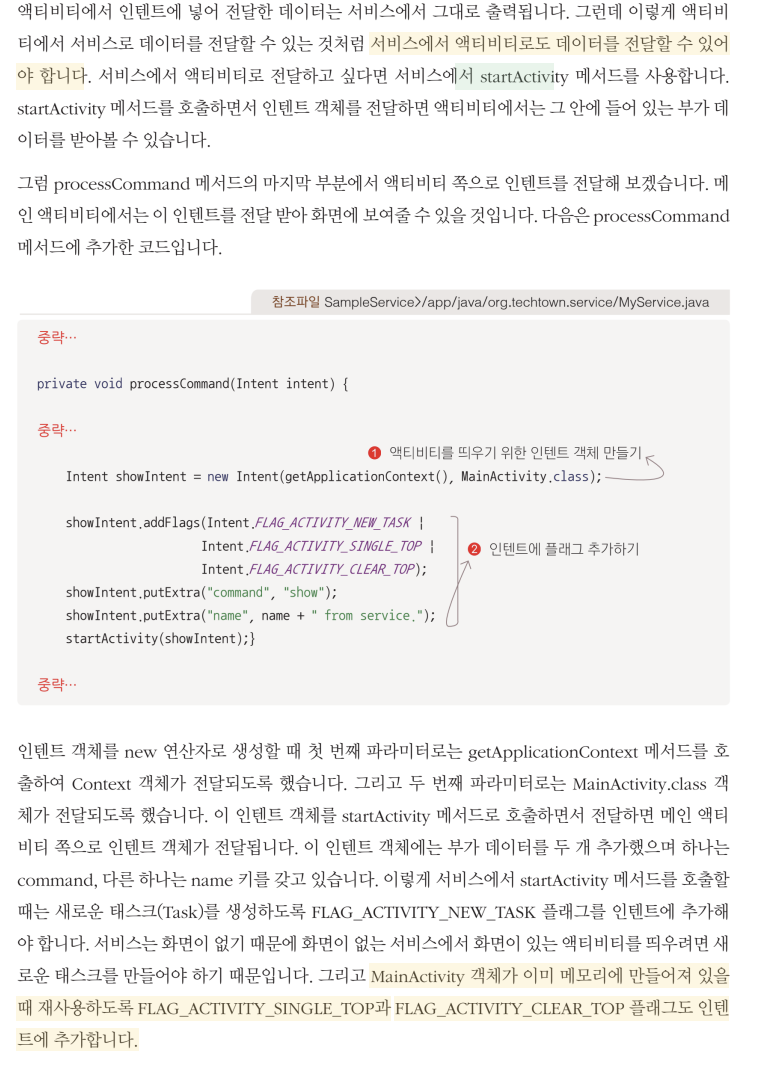 액티비티에서 인텐트에 넣어 전달한 데이터는 서비스에서 그대로 출력됩니다. 그런데 이렇게 액티비
티에서 서비스로 데이터를 전달할 수 있는 것처럼 서비스에서 액티비티로도 데이터를 전달할 수 있어
야 합니다. 서비스에서 액티비티로 전달하고 싶다면 서비스에서 startActivity 메서드를 사용합니다.
startActivity 메서드를 호출하면서 인텐트 객체를 전달하면 액티비티에서는 그 안에 들어 있는 부가 데
이터를 받아볼 수 있습니다.
그럼 processCommand 메서드의 마지막 부분에서 액티비티 쪽으로 인텐트를 전달해 보겠습니다. 메
인 액티비티에서는 이 인텐트를 전달 받아 화면에 보여줄 수 있을 것입니다. 다음은 processCommand
메서드에 추가한 코드입니다.
참조파일 SampleService>/app/java/org.techtown.service/MyService.java
중략…
private void processCommand(Intent intent) {
중략…
❶ 액티비티를 띄우기 위한 인텐트 객체 만들기
Intent showIntent = new Intent(getApplicationContext(), MainActivity.class);
showIntent.addFlags(Intent.FLAG_ACTIVITY_NEW_TASK |
Intent.FLAG_ACTIVITY_SINGLE_TOP |
❷ 인텐트에 플래그 추가하기
Intent.FLAG_ACTIVITY_CLEAR_TOP);
showIntent.putExtra("command", "show");
showIntent.putExtra("name", name + " from service.");
startActivity(showIntent);}
중략…
인텐트 객체를 new 연산자로 생성할 때 첫 번째 파라미터로는 getApplicationContext 메서드를 호
출하여 Context 객체가 전달되도록 했습니다. 그리고 두 번째 파라미터로는 MainActivity.class 객
체가 전달되도록 했습니다. 이 인텐트 객체를 startActivity 메서드로 호출하면서 전달하면 메인 액티
비티 쪽으로 인텐트 객체가 전달됩니다. 이 인텐트 객체에는 부가 데이터를 두 개 추가했으며 하나는
command, 다른 하나는 name 키를 갖고 있습니다. 이렇게 서비스에서 startActivity 메서드를 호출할
때는 새로운 태스크(Task)를 생성하도록 FLAG_ACTIVITY_NEW_TASK 플래그를 인텐트에 추가해
야 합니다. 서비스는 화면이 없기 때문에 화면이 없는 서비스에서 화면이 있는 액티비티를 띄우려면 새
로운 태스크를 만들어야 하기 때문입니다. 그리고 MainActivity 객체가 이미 메모리에 만들어져 있을
때 재사용하도록 FLAG_ACTIVITY_SINGLE_TOP과 FLAG_ACTIVITY_CLEAR_TOP 플래그도 인텐
트에 추가합니다.